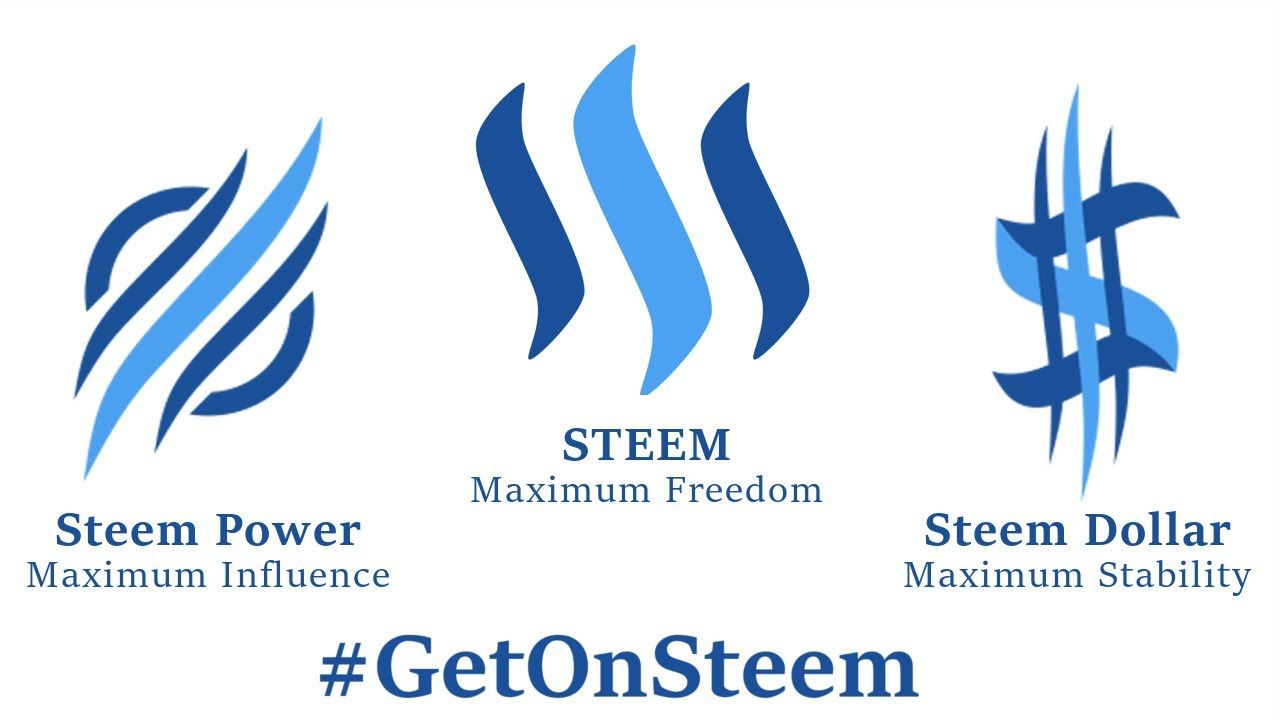 STEEM
Maximum Freedom
Steem Power
Maximum Influence
Steem Dollar
Maximum Stability
#GetOnSteem